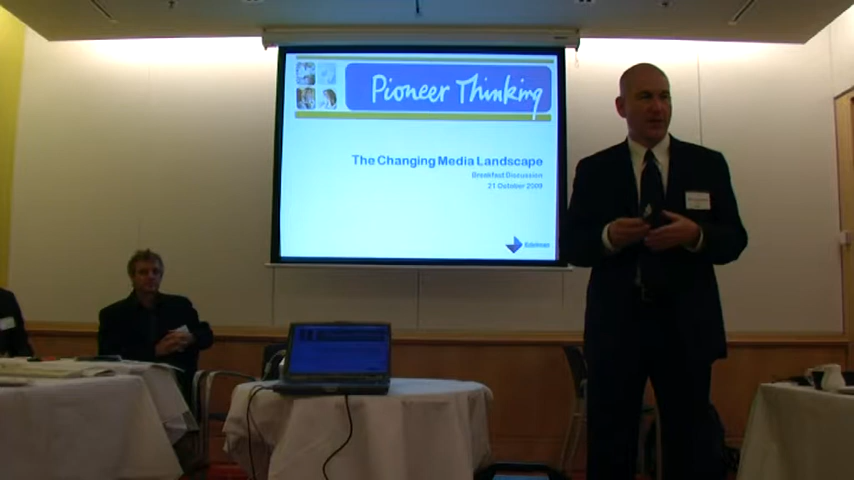 Pioneer Thinking
The Changing Media Landscape
Breakfast Discussion
21 October 2009
Edelman